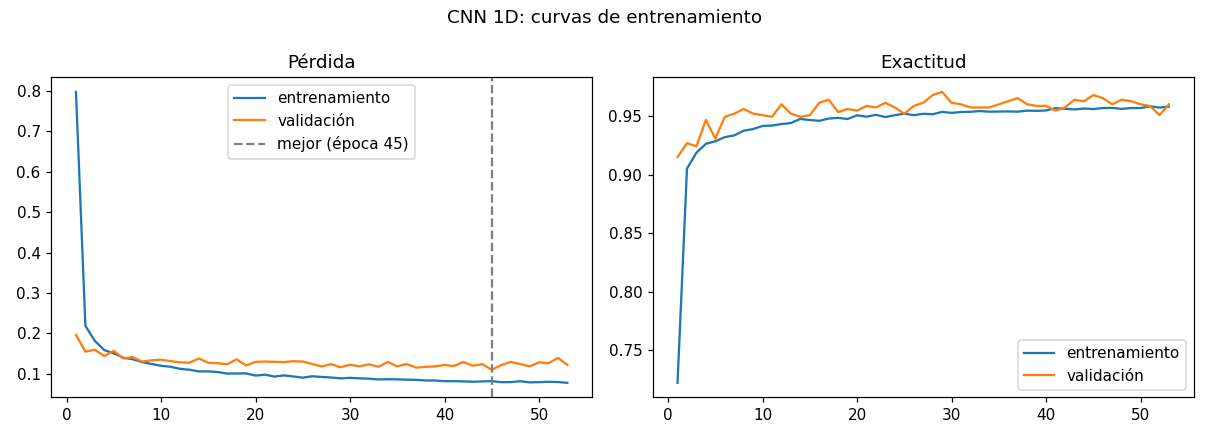 CNN 1D: curvas de entrenamiento
Pérdida
0.8
0.7
0.6
0.5
0.4
0.3
0.2
0.1
0 10 20 30 40 50
entrenamiento
validación
mejor (época 45)
Exactitud
0.95
0.90
0.85
0.80
0.75
0 10 20 30 40 50
entrenamiento
validación